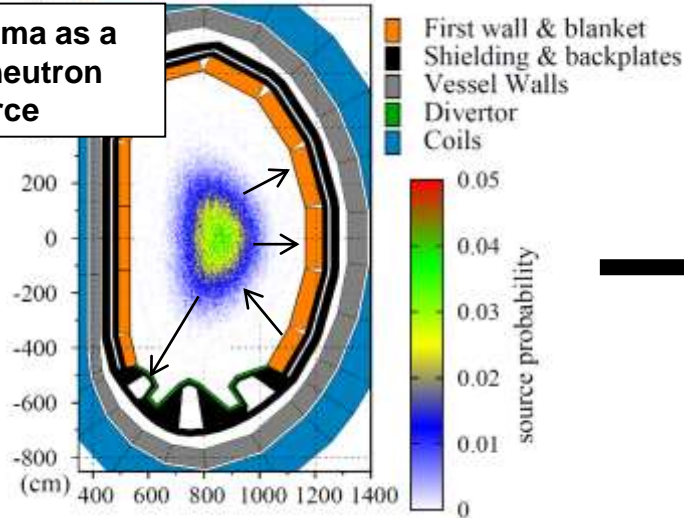 ma as a
neutron
rce
First wall & blanket
Shielding & backplates
Vessel Walls
Divertor
Coils
200
0
-200
-400
-600
-800
(cm)
400 600 800 1000 1200 1400
0.05
0.04
0.03
0.02
0.01
0
source probability